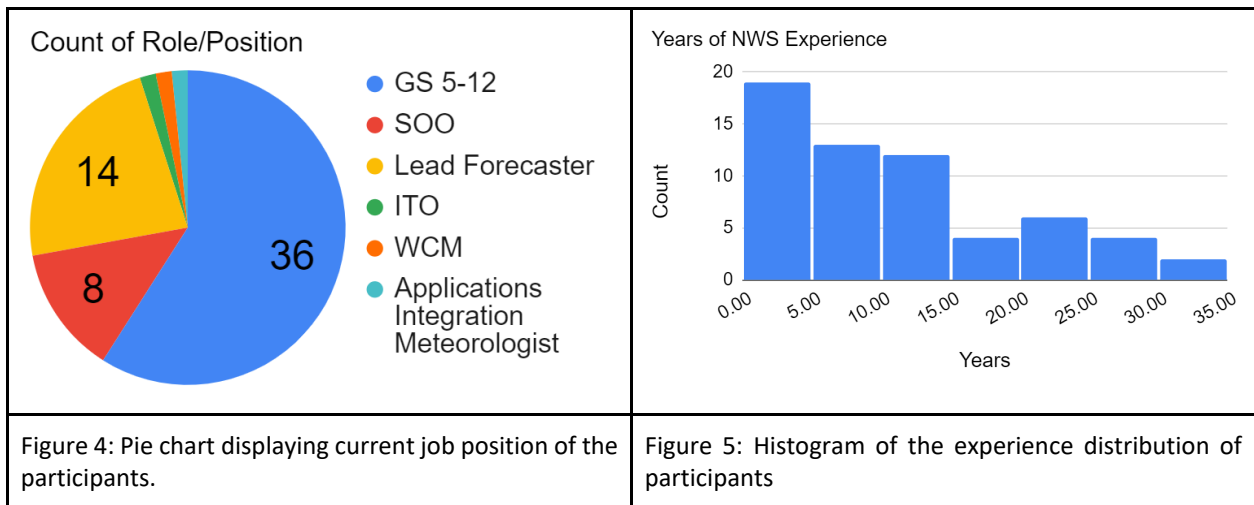 Count of Role/Position
14
8
36
GS 5-12
SOO
Lead Forecaster
ITO
WCM
Applications
Integration
Meteorologist
Years of NWS Experience
20
15
10
5
0
Count
0.00
5.00
10.00
15.00
20.00
25.00
30.00
35.00
Years
Figure 4: Pie chart displaying current job position of the
participants.
Figure 5: Histogram of the experience distribution of
participants